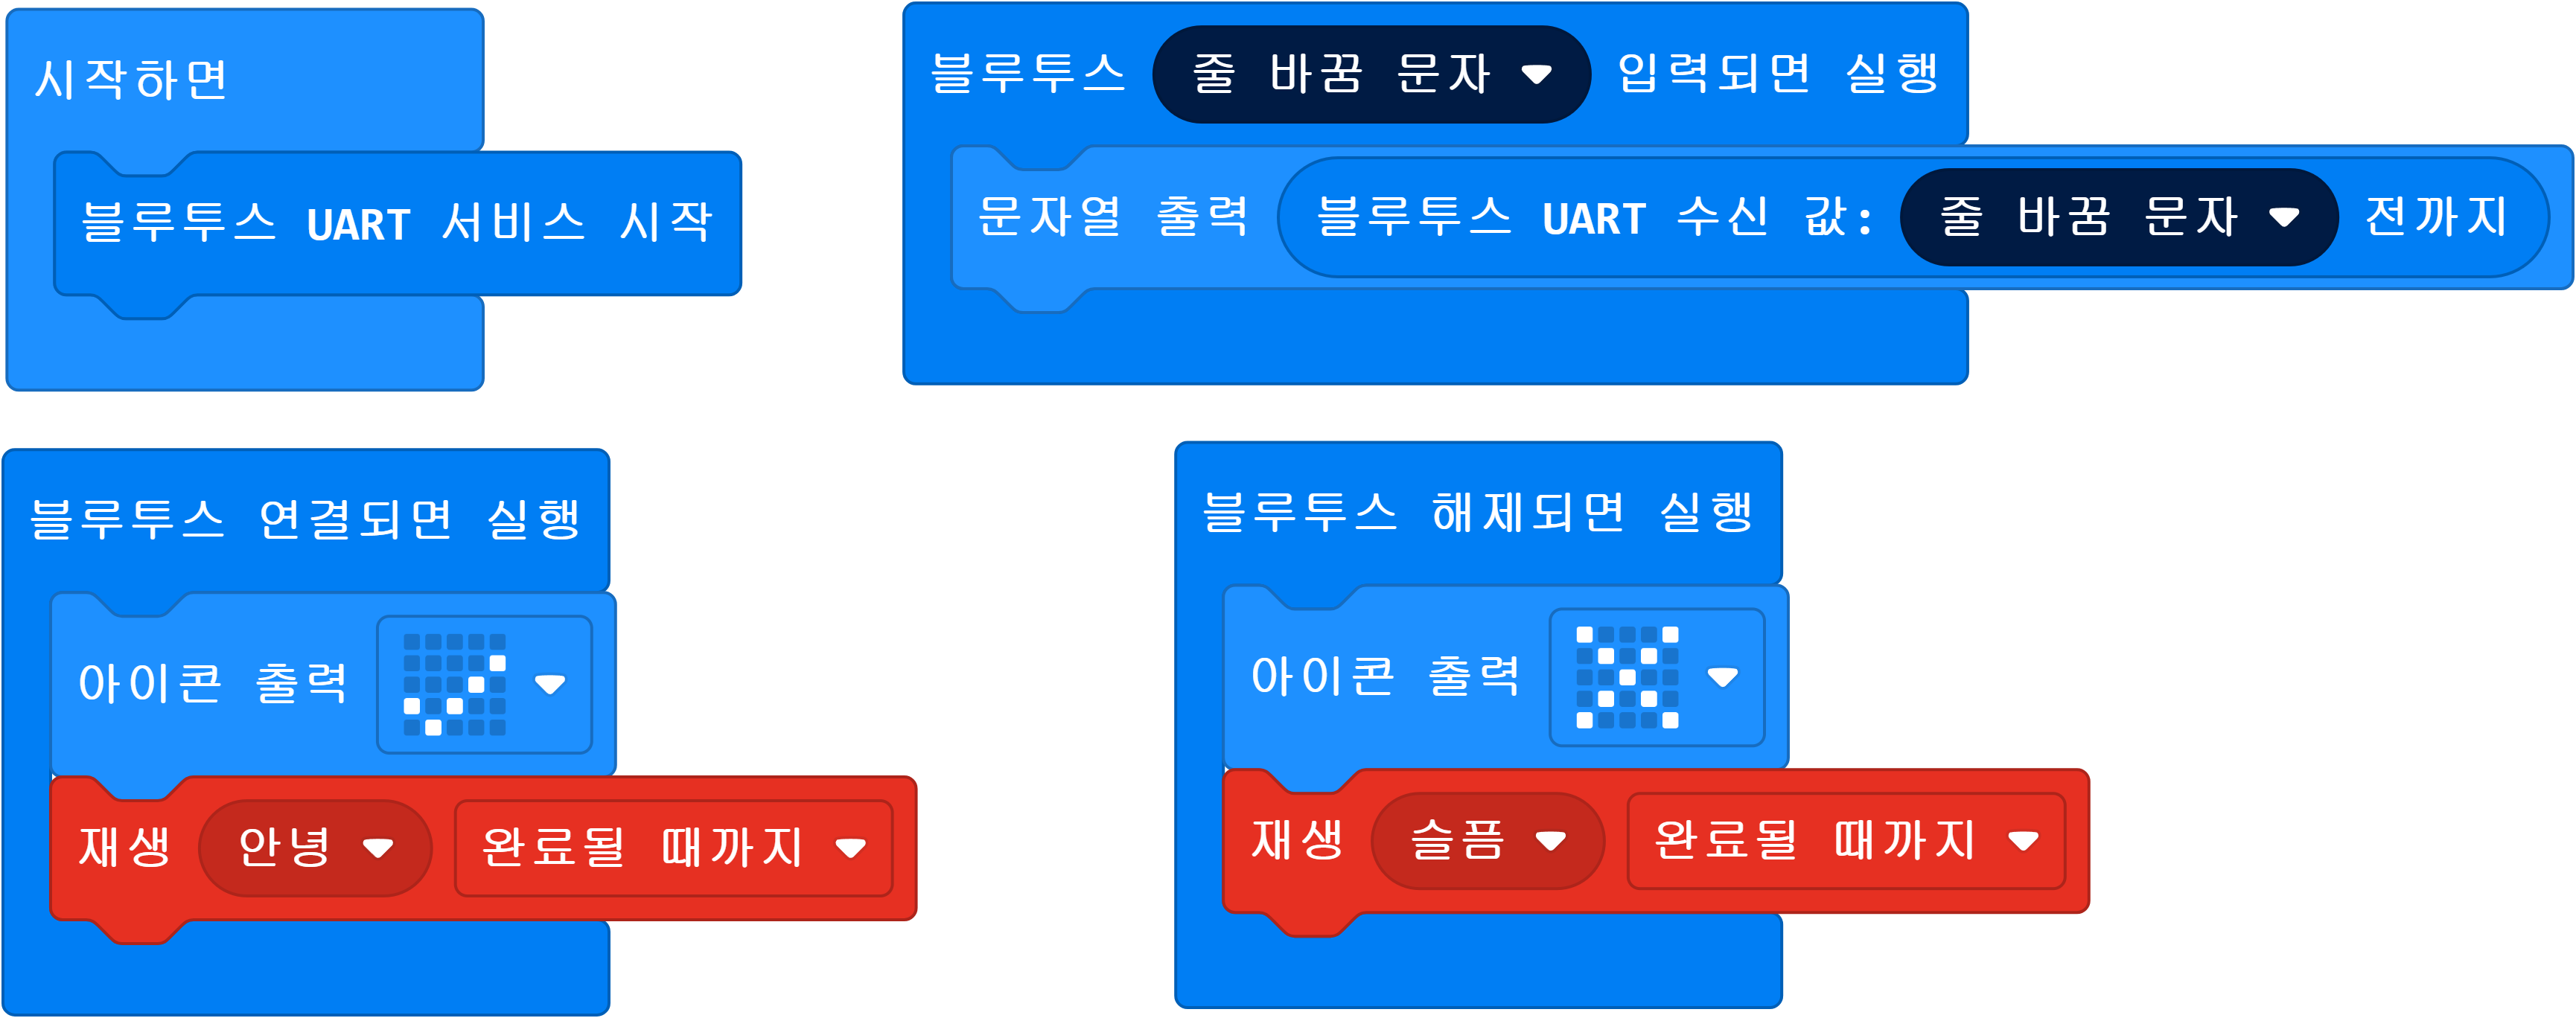 시작하면
블루투스 UART 서비스 시작
블루투스 줄 바꿈 문자 입력되면 실행
문자열 출력 블루투스 UART 수신 값: 줄 바꿈 문자 전까지
블루투스 연결되면 실행
아이콘 출력
재생 안녕 완료될 때까지
블루투스 해제되면 실행
아이콘 출력
재생 슬픔 완료될 때까지